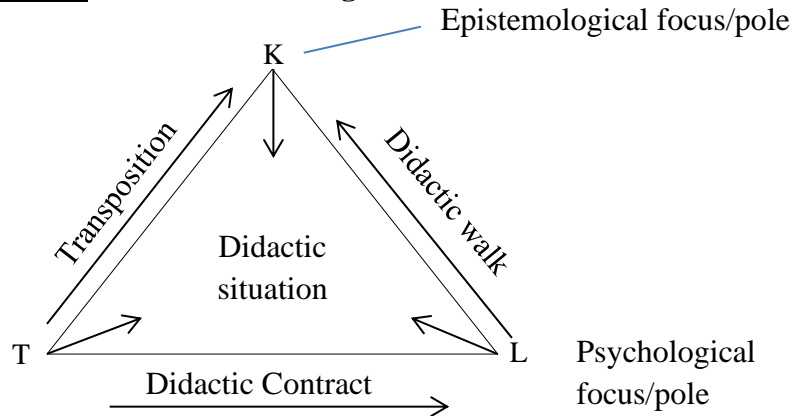 Epistemological focus/pole
K
Transposition
Didactic walk
Didactic
situation
T
L
Psychological
focus/pole
Didactic Contract